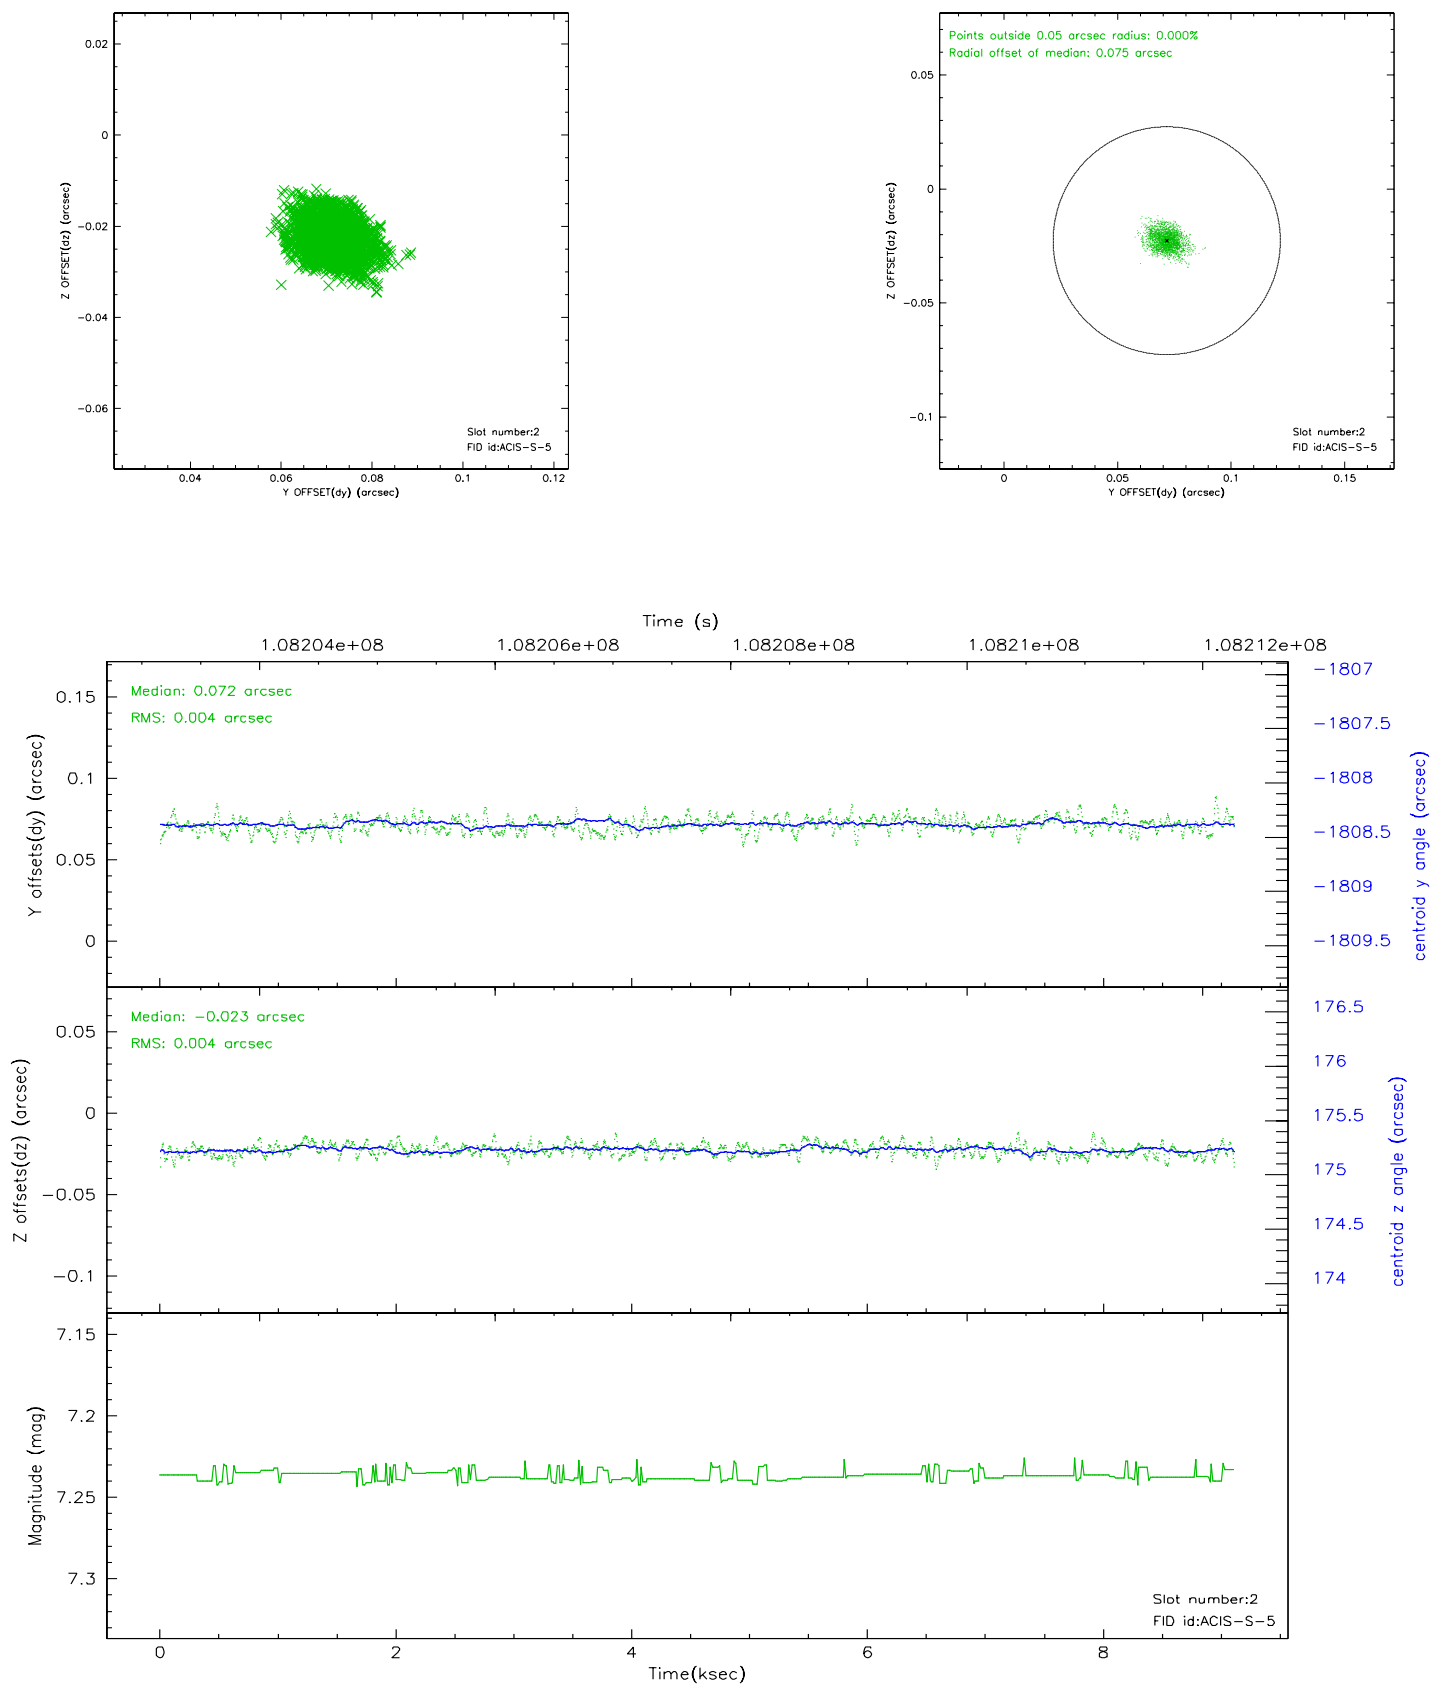 0.02
0
-0.02
-0.04
-0.06
Z OFFSET(dz) (arcsec)
0.04
0.06
0.08
0.1
0.12
Y OFFSET(dy) (arcsec)
Slot number:2
FID id:ACIS-S-5
Points outside 0.05 arcsec radius: 0.000%
Radial offset of median: 0.075 arcsec
0.05
0
-0.05
-0.1
Z OFFSET(dz) (arcsec)
0
0.05
0.1
0.15
Y OFFSET(dy) (arcsec)
Slot number:2
FID id:ACIS-S-5
Time (s)
1.08204e+08
1.08206e+08
1.08208e+08
1.0821e+08
1.08212e+08
Median: 0.072 arcsec
RMS: 0.004 arcsec
0.15
0.1
0.05
0
Y offsets(dy) (arcsec)
-1807
-1807.5
-1808
-1808.5
-1809
-1809.5
centroid y angle (arcsec)
Median: -0.023 arcsec
RMS: 0.004 arcsec
0.05
0
-0.05
-0.1
Z offsets(dz) (arcsec)
176.5
176
175.5
175
174.5
174
centroid z angle (arcsec)
7.15
7.2
7.25
7.3
Magnitude (mag)
Slot number:2
FID id:ACIS-S-5
0
2
4
6
8
Time(ksec)